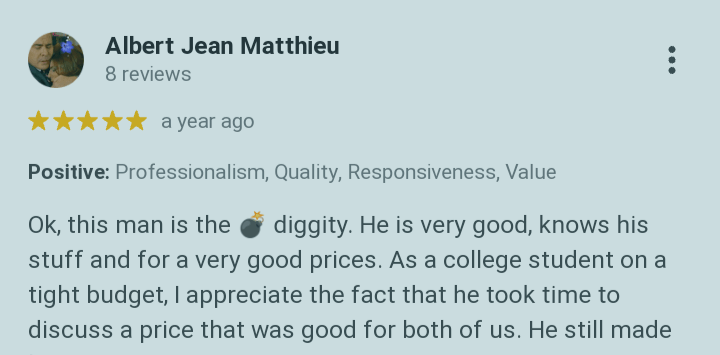 Albert Jean Matthieu
8 reviews
a year ago
Positive: Professionalism, Quality, Responsiveness, Value
Ok, this man is the 💣 diggity. He is very good, knows his
stuff and for a very good prices. As a college student on a
tight budget, I appreciate the fact that he took time to
discuss a price that was good for both of us. He still made